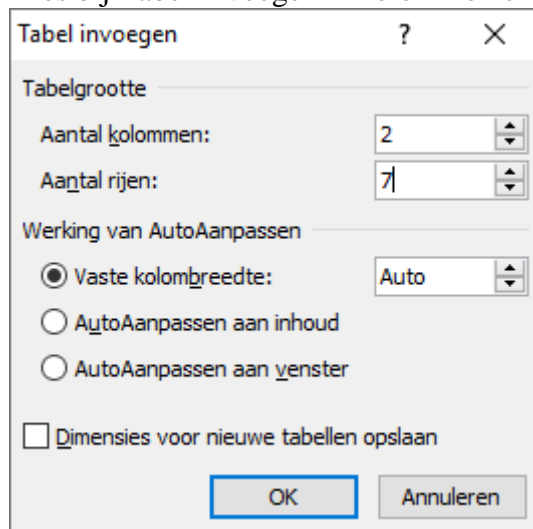 Tabel invoegen ? ×
Tabelgrootte
Aantal kolommen: 2
Aantal rijen: 7
Werking van AutoAanpassen
Vaste kolombreedte: Auto
AutoAanpassen aan inhoud
AutoAanpassen aan venster
Dimensies voor nieuwe tabellen opslaan
OK Annuleren